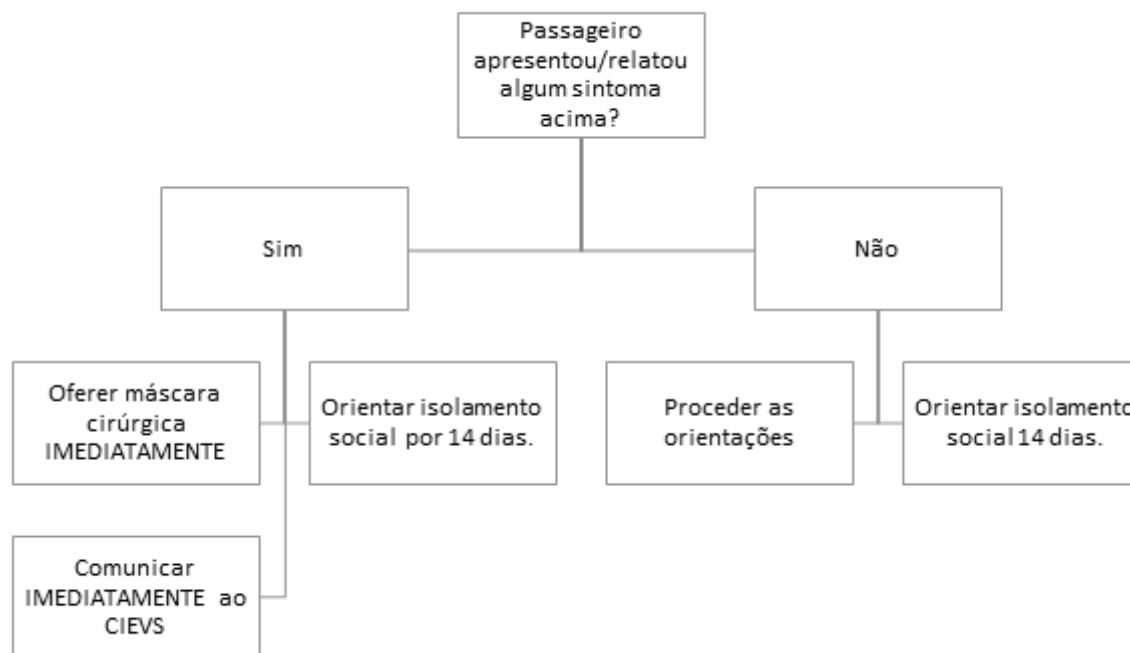 Passageiro
apresentou/relatou
algum sintoma
acima?
Sim
Não
Oferer máscara
cirúrgica
IMEDIATAMENTE
Orientar isolamento
social por 14 dias.
Proceder as
orientações
Orientar isolamento
social 14 dias.
Comunicar
IMEDIATAMENTE ao
CIEVS